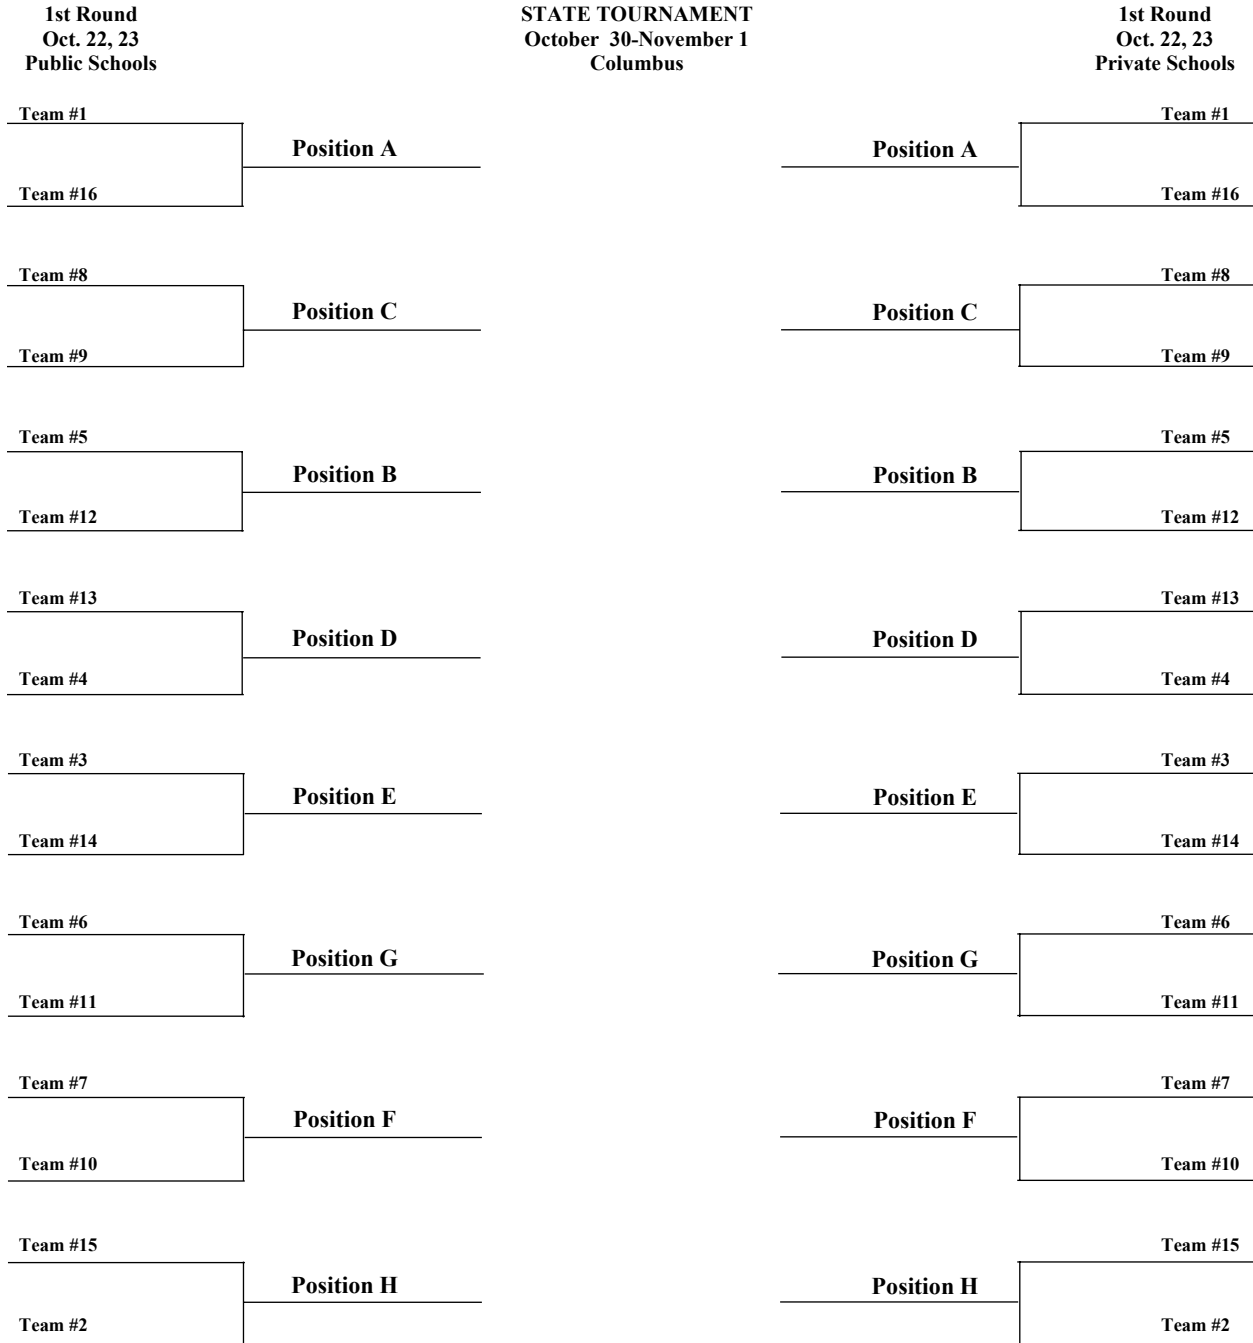 1st Round
Oct. 22, 23
Public Schools
STATE TOURNAMENT
October 30-November 1
Columbus
1st Round
Oct. 22, 23
Private Schools
Team #1
Position A
Team #16
Team #8
Position C
Team #9
Team #5
Position B
Team #12
Team #13
Position D
Team #4
Team #3
Position E
Team #14
Team #6
Position G
Team #11
Team #7
Position F
Team #10
Team #15
Position H
Team #2
Team #1
Position A
Team #16
Team #8
Position C
Team #9
Team #5
Position B
Team #12
Team #13
Position D
Team #4
Team #3
Position E
Team #14
Team #6
Position G
Team #11
Team #7
Position F
Team #10
Team #15
Position H
Team #2